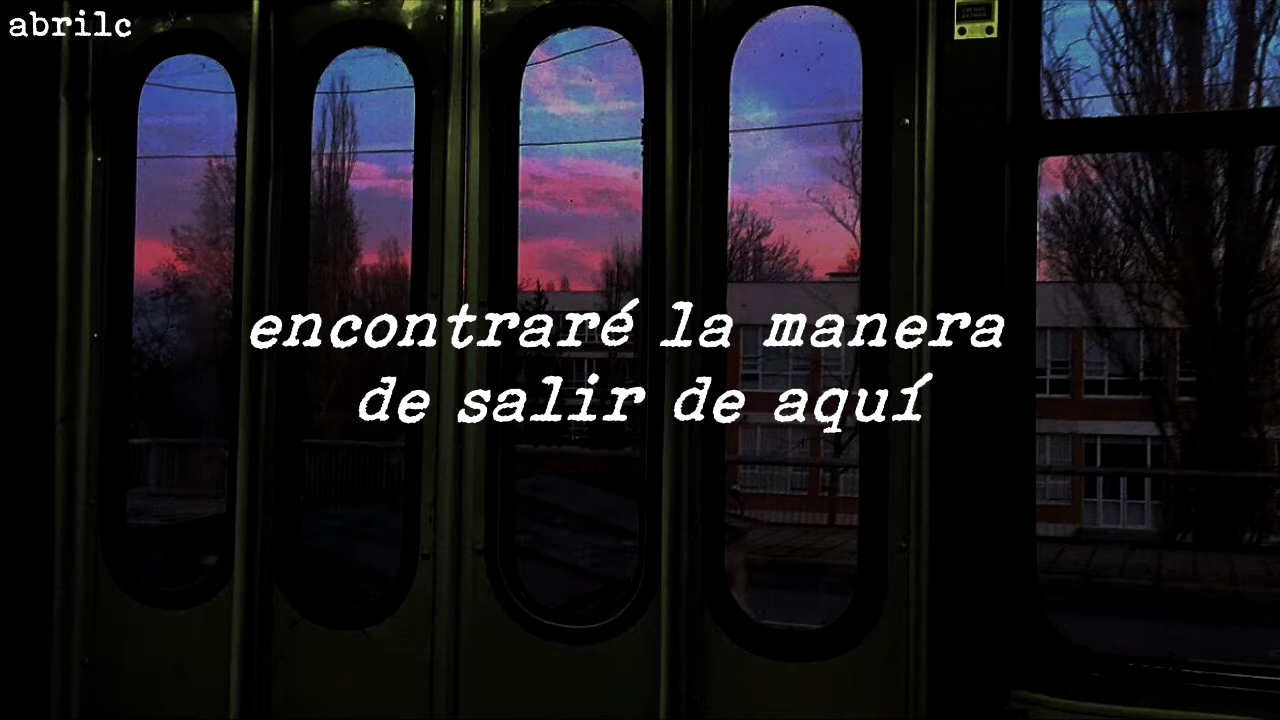 abrilc
encontraré la manera
de salir de aquí